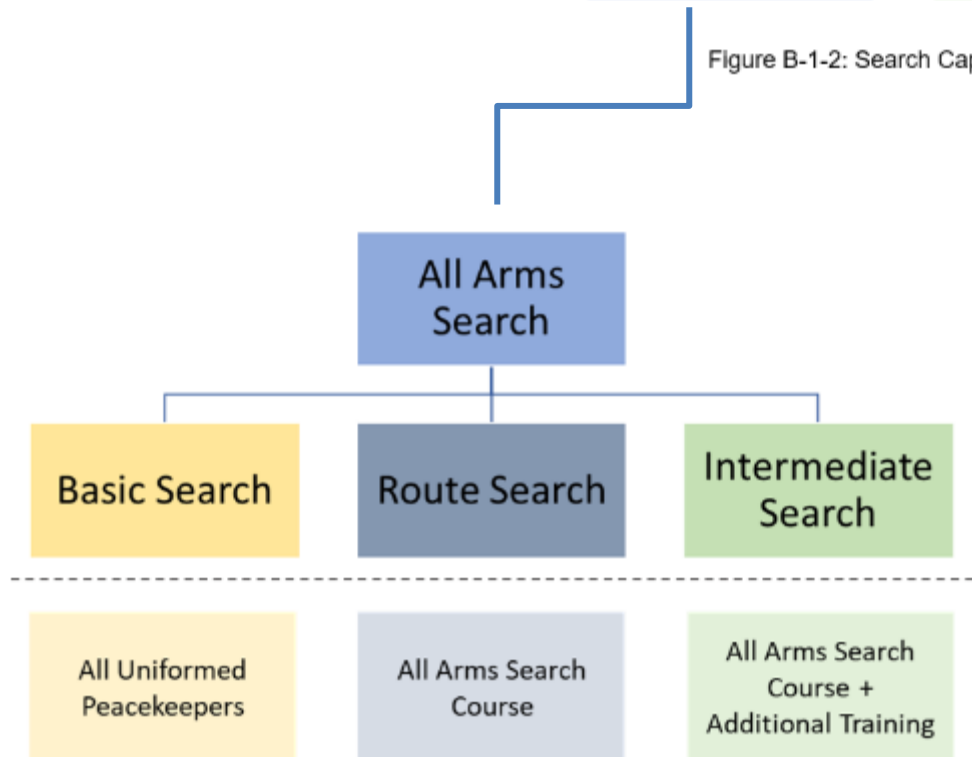 Figure B-1-2: Search Cap
All Arms
Search
Basic Search
Route Search
Intermediate
Search
All Uniformed
Peacekeepers
All Arms Search
Course
All Arms Search
Course +
Additional Training